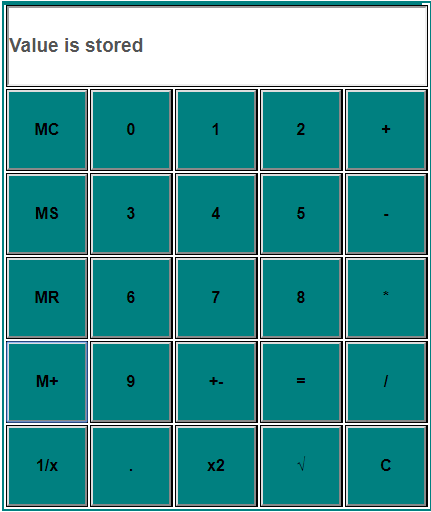 Value is stored
MC 0 1 2 +
MS 3 4 5 -
MR 6 7 8 *
M+ 9 +- = /
1/x . x2 √ C